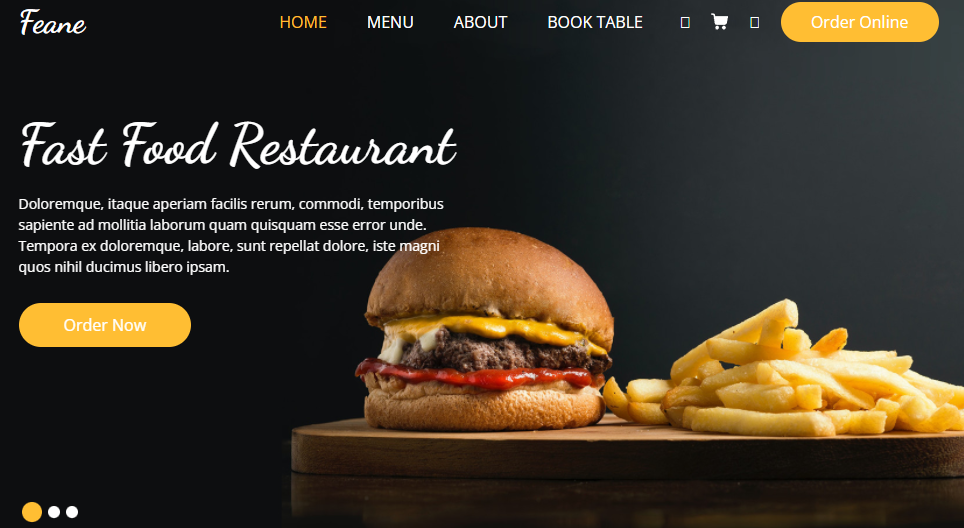 Feane
HOME MENU ABOUT BOOK TABLE Order Online
Fast Food Restaurant
Doloremque, itaque aperiam facilis rerum, commodi, temporibus
sapiente ad mollitia laborum quam quisquam esse error unde.
Tempora ex doloremque, labore, sunt repellat dolore, iste magni
quos nihil ducimus libero ipsam.
Order Now